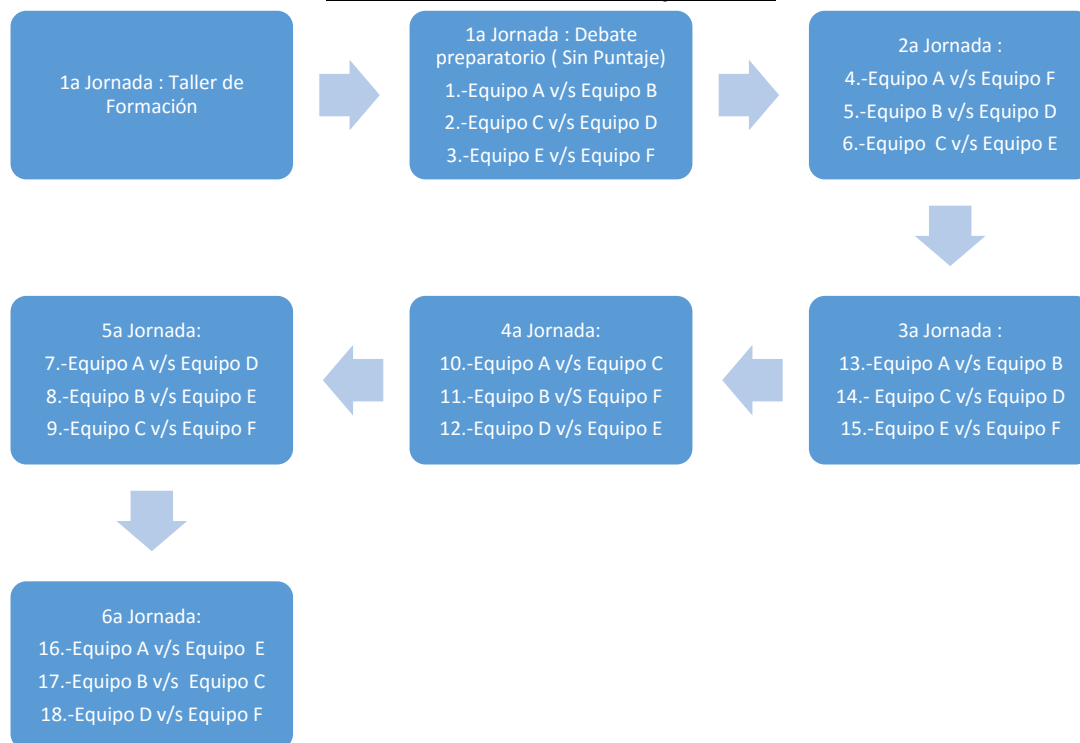 1a Jornada : Taller de
Formación
1a Jornada : Debate
preparatorio ( Sin Puntaje)
1.-Equipo A v/s Equipo B
2.-Equipo C v/s Equipo D
3.-Equipo E v/s Equipo F
2a Jornada :
4.-Equipo A v/s Equipo F
5.-Equipo B v/s Equipo D
6.-Equipo  C v/s Equipo E
3a Jornada :
13.-Equipo A v/s Equipo B
14.- Equipo C v/s Equipo D
15.-Equipo E v/s Equipo F
4a Jornada:
10.-Equipo A v/s Equipo C
11.-Equipo B v/S Equipo F
12.-Equipo D v/s Equipo E
5a Jornada:
7.-Equipo A v/s Equipo D
8.-Equipo B v/s Equipo E
9.-Equipo C v/s Equipo F
6a Jornada:
16.-Equipo A v/s Equipo  E
17.-Equipo B v/s  Equipo C
18.-Equipo D v/s Equipo F